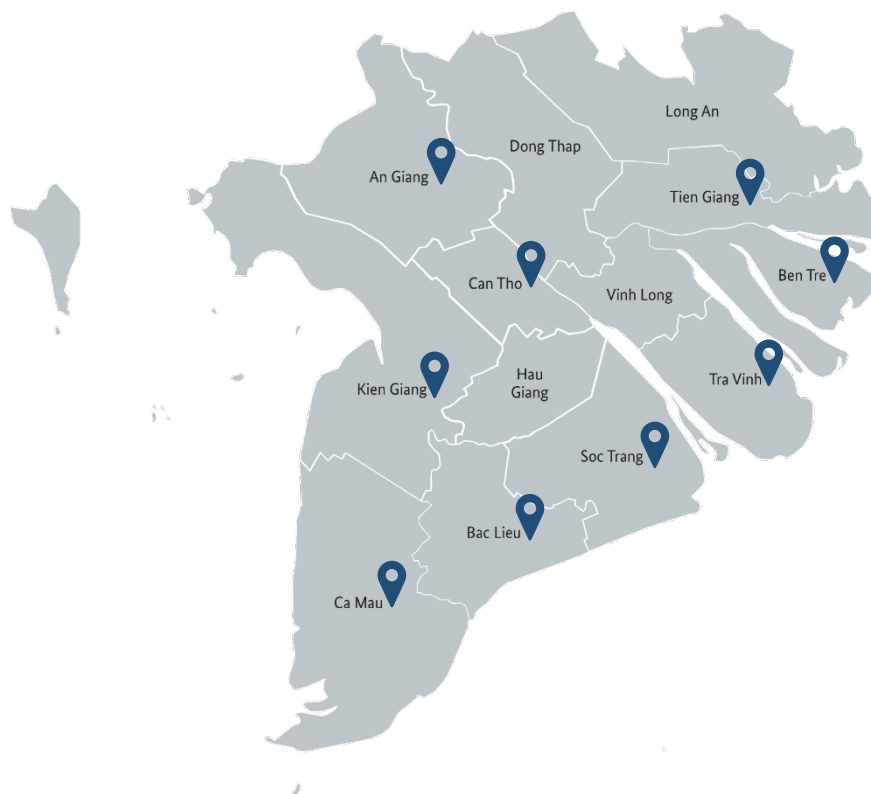 Long An
Dong Thap
An Giang
Tien Giang
Ben Tre
Can Tho
Vinh Long
Hau
Giang
Tra Vinh
Kien Giang
Soc Trang
Bac Lieu
Ca Mau